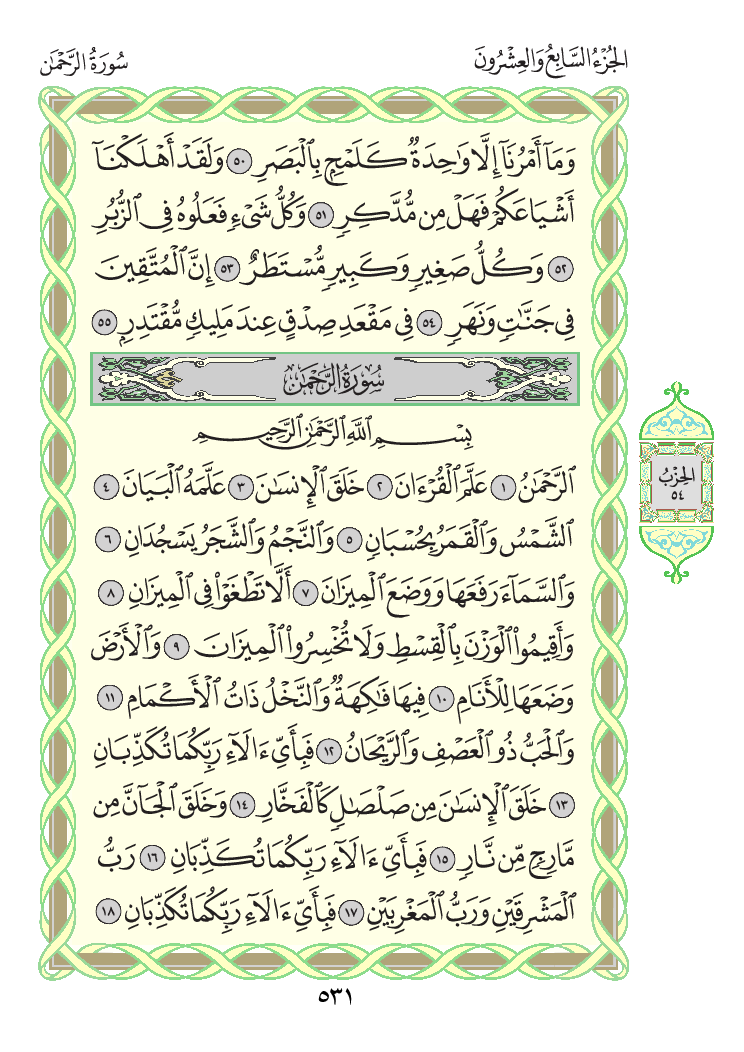 الجُزْءُ السَّابِعُ وَالعِشْرُونَ
سُورَةُ الرَّحْمَٰن
وَمَآ أَمْرُنَآ إِلَّا وَٰحِدَةٌ كَلَمْحٍۭ بِٱلْبَصَرِ ٥٠ وَلَقَدْ أَهْلَكْنَآ
أَشْيَاعَكُمْ فَهَلْ مِن مُّدَّكِرٍ ٥١ وَكُلُّ شَىْءٍ فَعَلُوهُ فِى ٱلزُّبُرِ
٥٢ وَكُلُّ صَغِيرٍ وَكَبِيرٍ مُّسْتَطَرٌ ٥٣ إِنَّ ٱلْمُتَّقِينَ
فِى جَنَّٰتٍ وَنَهَرٍ ٥٤ فِى مَقْعَدِ صِدْقٍ عِندَ مَلِيكٍ مُّقْتَدِرٍۭ ٥٥
سُورَةُ الرَّحْمَٰن
بِسْمِ ٱللَّهِ ٱلرَّحْمَٰنِ ٱلرَّحِيمِ
ٱلرَّحْمَٰنُ ١ عَلَّمَ ٱلْقُرْءَانَ ٢ خَلَقَ ٱلْإِنسَٰنَ ٣ عَلَّمَهُ ٱلْبَيَانَ ٤
ٱلشَّمْسُ وَٱلْقَمَرُ بِحُسْبَانٍ ٥ وَٱلنَّجْمُ وَٱلشَّجَرُ يَسْجُدَانِ ٦
وَٱلسَّمَآءَ رَفَعَهَا وَوَضَعَ ٱلْمِيزَانَ ٧ أَلَّا تَطْغَوْا۟ فِى ٱلْمِيزَانِ ٨
وَأَقِيمُوا۟ ٱلْوَزْنَ بِٱلْقِسْطِ وَلَا تُخْسِرُوا۟ ٱلْمِيزَانَ ٩ وَٱلْأَرْضَ
وَضَعَهَا لِلْأَنَامِ ١٠ فِيهَا فَٰكِهَةٌ وَٱلنَّخْلُ ذَاتُ ٱلْأَكْمَامِ ١١
وَٱلْحَبُّ ذُو ٱلْعَصْفِ وَٱلرَّيْحَانُ ١٢ فَبِأَىِّ ءَالَآءِ رَبِّكُمَا تُكَذِّبَانِ
١٣ خَلَقَ ٱلْإِنسَٰنَ مِن صَلْصَٰلٍ كَٱلْفَخَّارِ ١٤ وَخَلَقَ ٱلْجَآنَّ مِن
مَّارِجٍ مِّن نَّارٍ ١٥ فَبِأَىِّ ءَالَآءِ رَبِّكُمَا تُكَذِّبَانِ ١٦ رَبُّ
ٱلْمَشْرِقَيْنِ وَرَبُّ ٱلْمَغْرِبَيْنِ ١٧ فَبِأَىِّ ءَالَآءِ رَبِّكُمَا تُكَذِّبَانِ ١٨
الحِزْبُ
٥٤
٥٣١